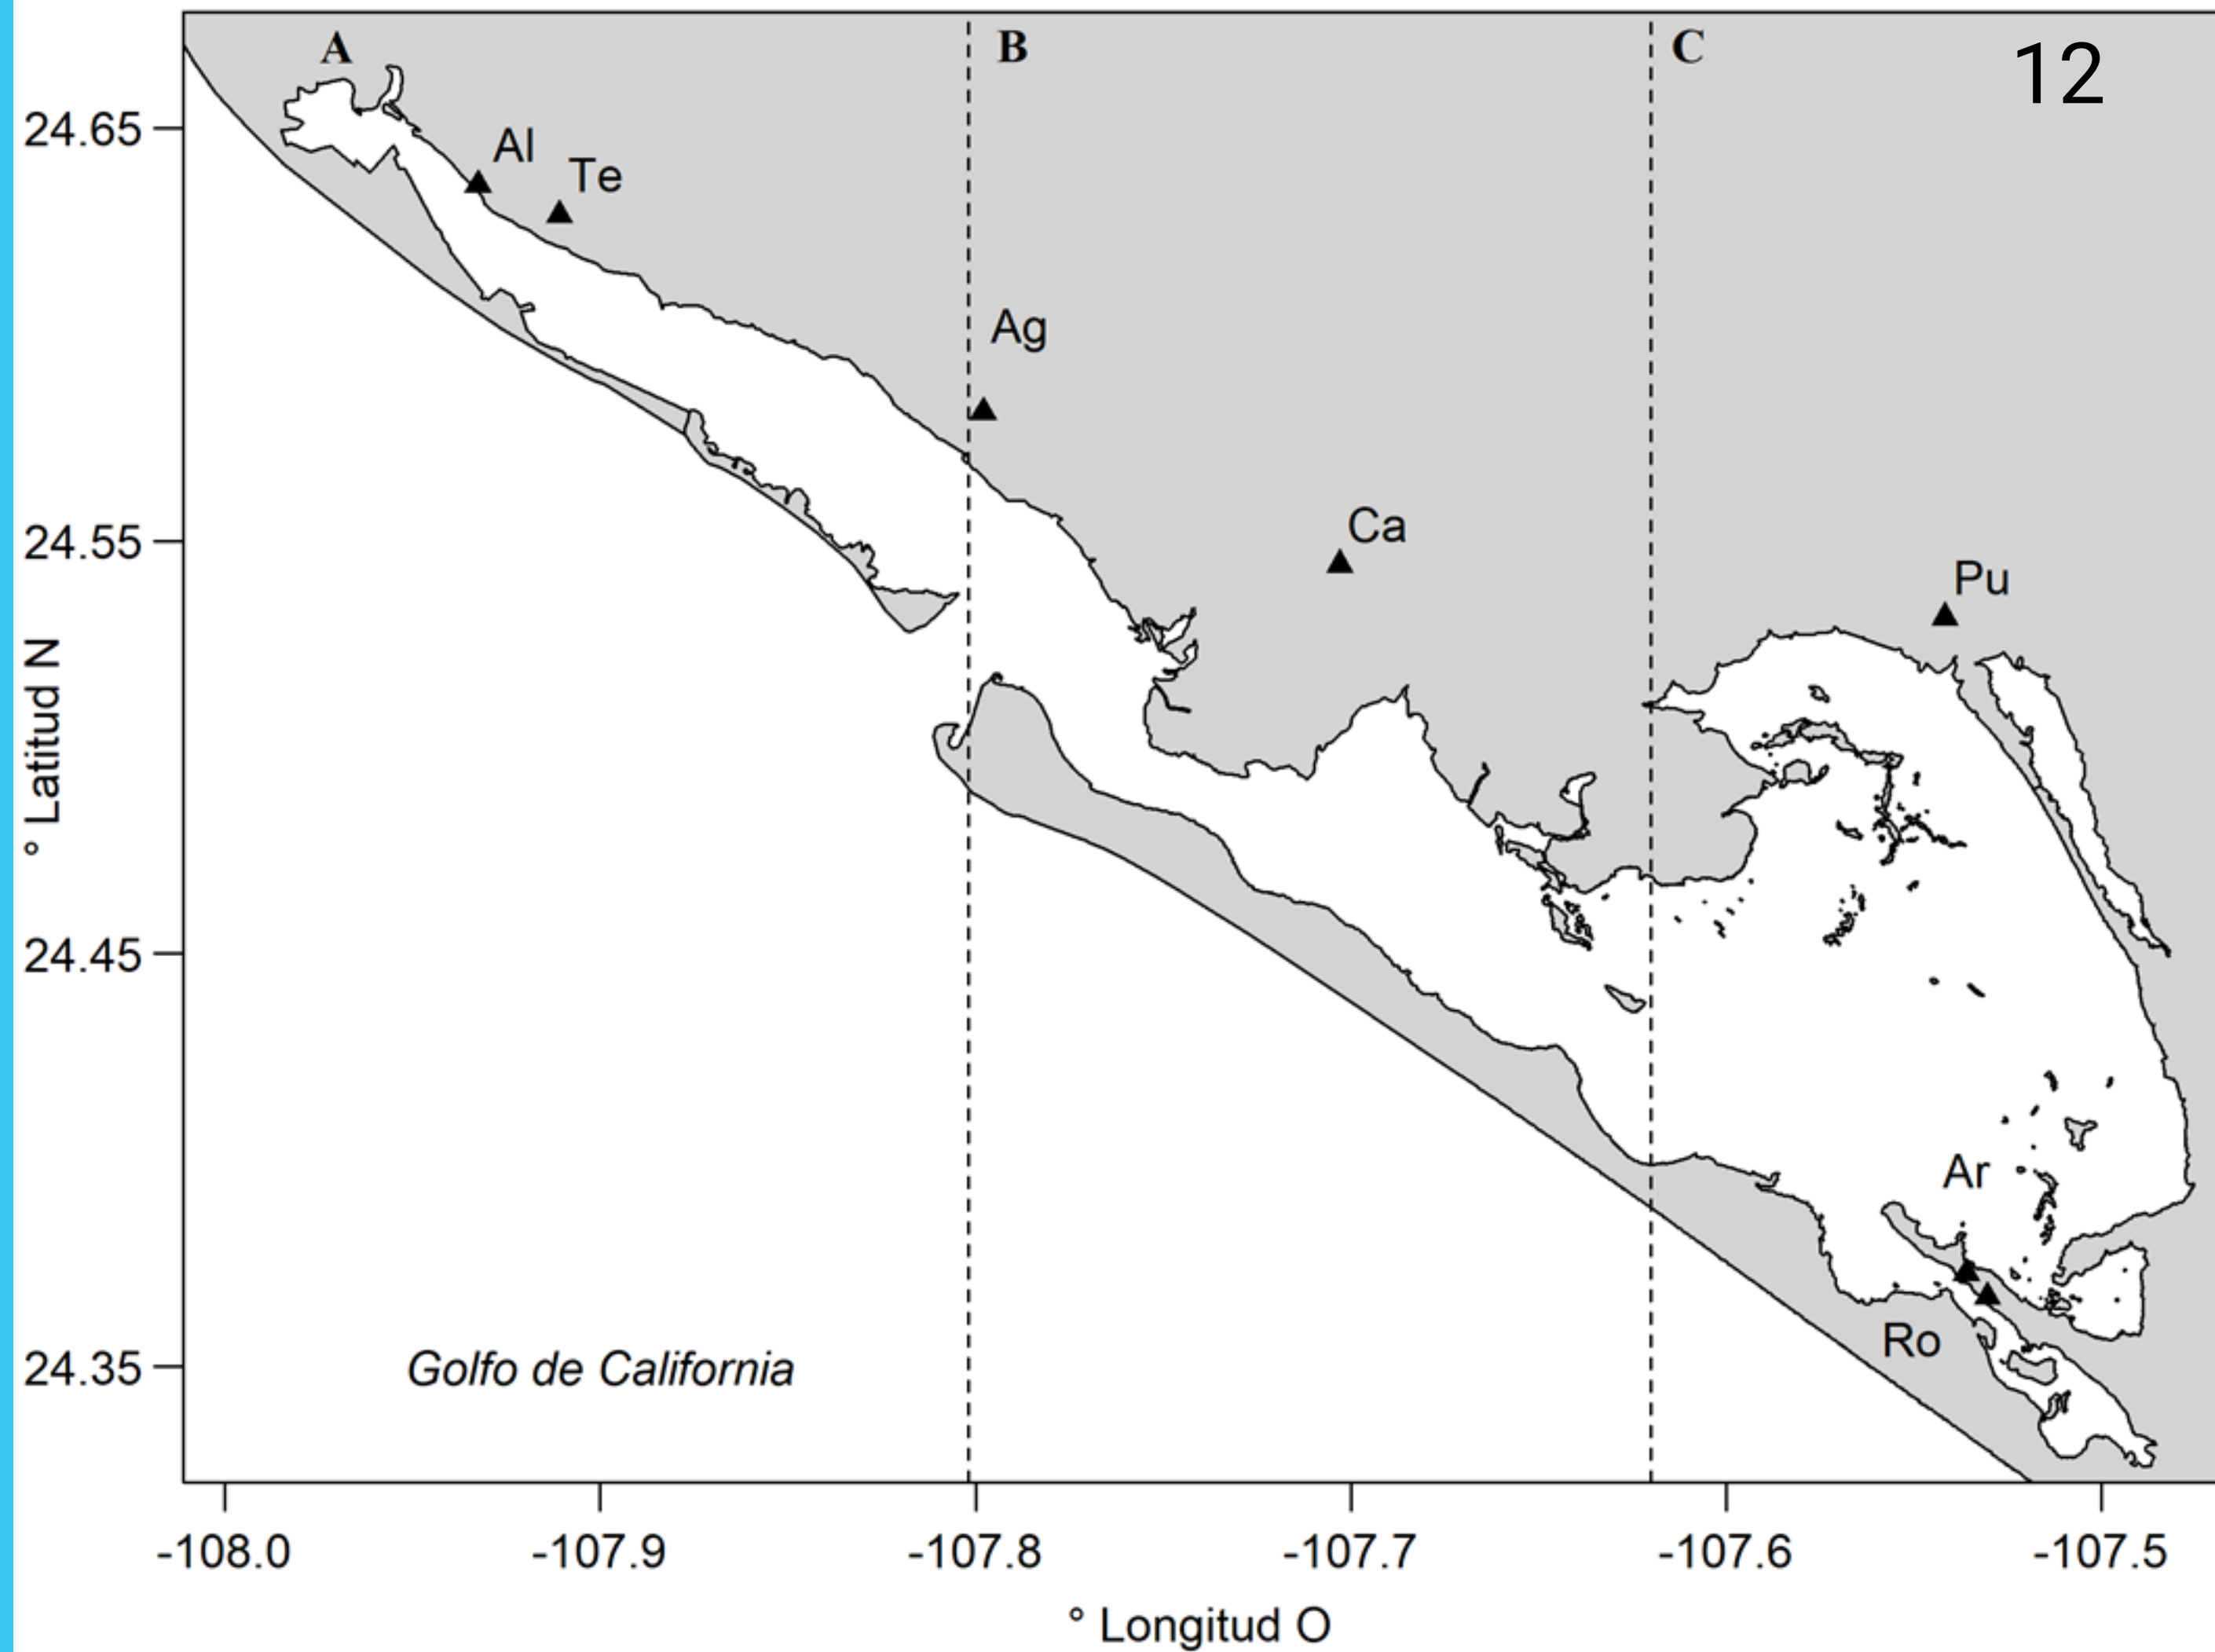 A
B
C
12
24.65
Al
Te
Ag
24.55
Ca
Pu
° Latitud N
24.45
Ar
24.35
Golfo de California
Ro
-108.0
-107.9
-107.8
-107.7
-107.6
-107.5
° Longitud O